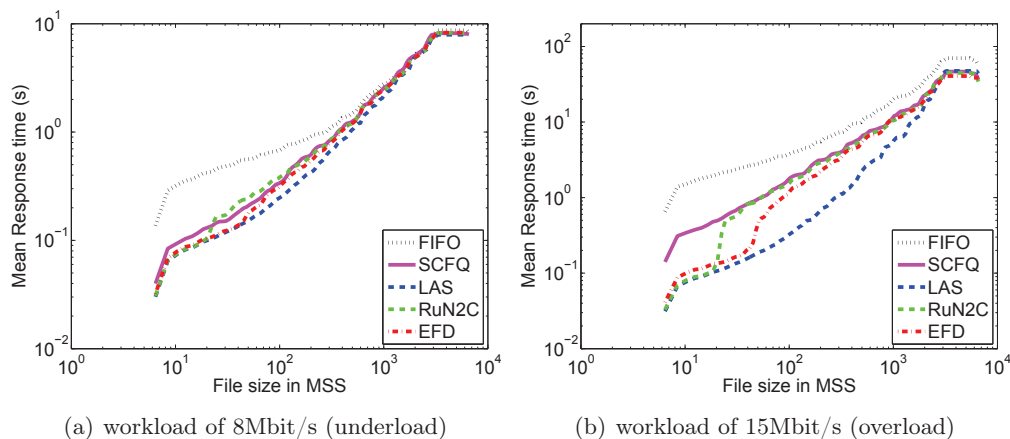 10^1
10^0
10^-1
10^-2
Mean Response time (s)
FIFO
SCFQ
LAS
RuN2C
EFD
10^0
10^1
10^2
10^3
10^4
File size in MSS
(a) workload of 8Mbit/s (underload)
10^2
10^1
10^0
10^-1
10^-2
Mean Response time (s)
FIFO
SCFQ
LAS
RuN2C
EFD
10^0
10^1
10^2
10^3
10^4
File size in MSS
(b) workload of 15Mbit/s (overload)